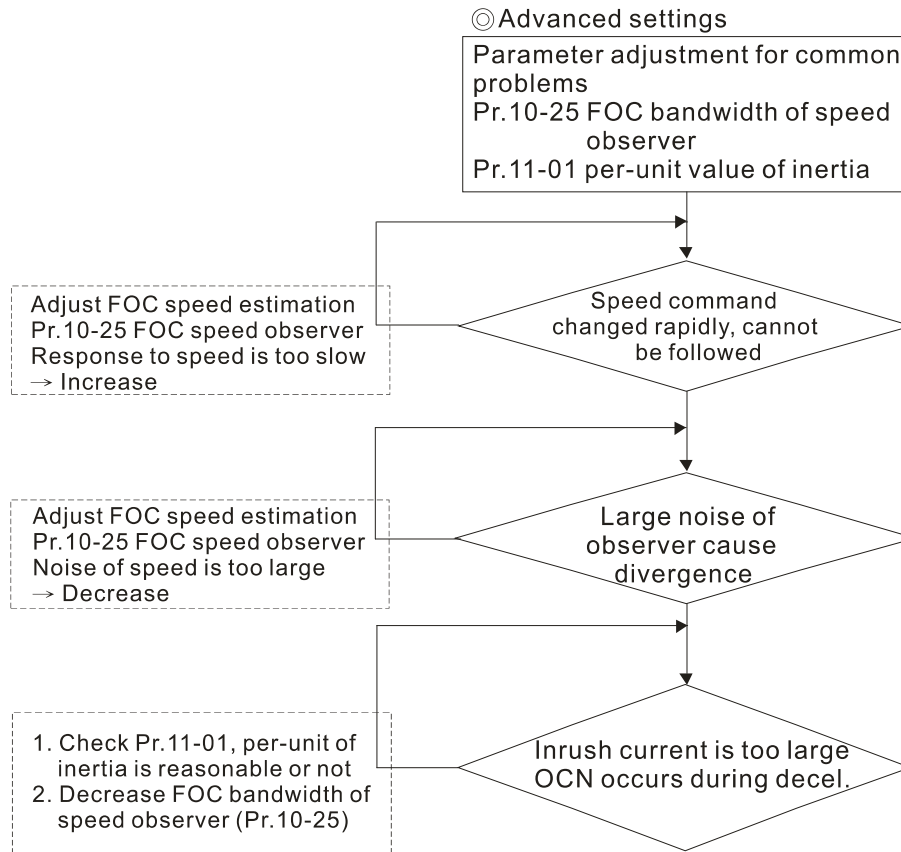 ◎Advanced settings
Parameter adjustment for common
problems
Pr.10-25 FOC bandwidth of speed
observer
Pr.11-01 per-unit value of inertia
Speed command
changed rapidly, cannot
be followed
Adjust FOC speed estimation
Pr.10-25 FOC speed observer
Response to speed is too slow
→ Increase
Large noise of
observer cause
divergence
Adjust FOC speed estimation
Pr.10-25 FOC speed observer
Noise of speed is too large
→ Decrease
Inrush current is too large
OCN occurs during decel.
1. Check Pr.11-01, per-unit of
inertia is reasonable or not
2. Decrease FOC bandwidth of
speed observer (Pr.10-25)